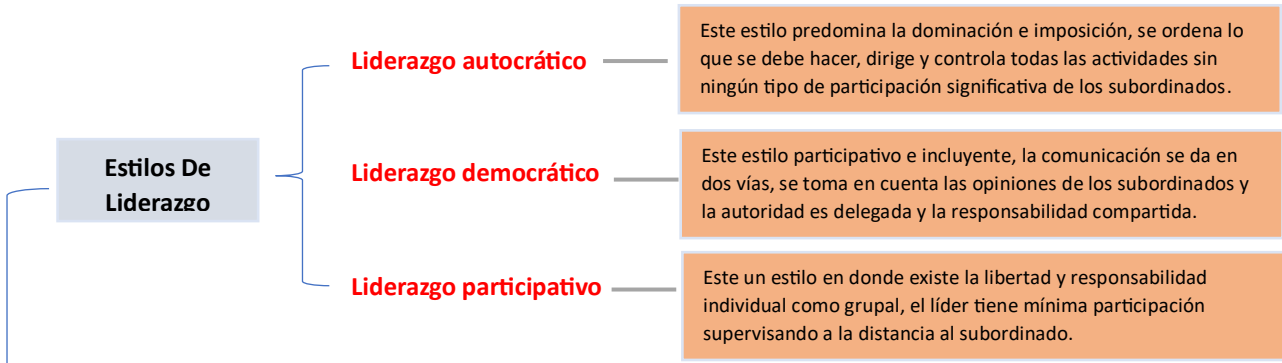 Liderazgo autocrático
Este estilo predomina la dominación e imposición, se ordena lo
que se debe hacer, dirige y controla todas las actividades sin
ningún tipo de participación significativa de los subordinados.
Estilos De
Liderazgo
Liderazgo democrático
Este estilo participativo e incluyente, la comunicación se da en
dos vías, se toma en cuenta las opiniones de los subordinados y
la autoridad es delegada y la responsabilidad compartida.
Liderazgo participativo
Este un estilo en donde existe la libertad y responsabilidad
individual como grupal, el líder tiene mínima participación
supervisando a la distancia al subordinado.